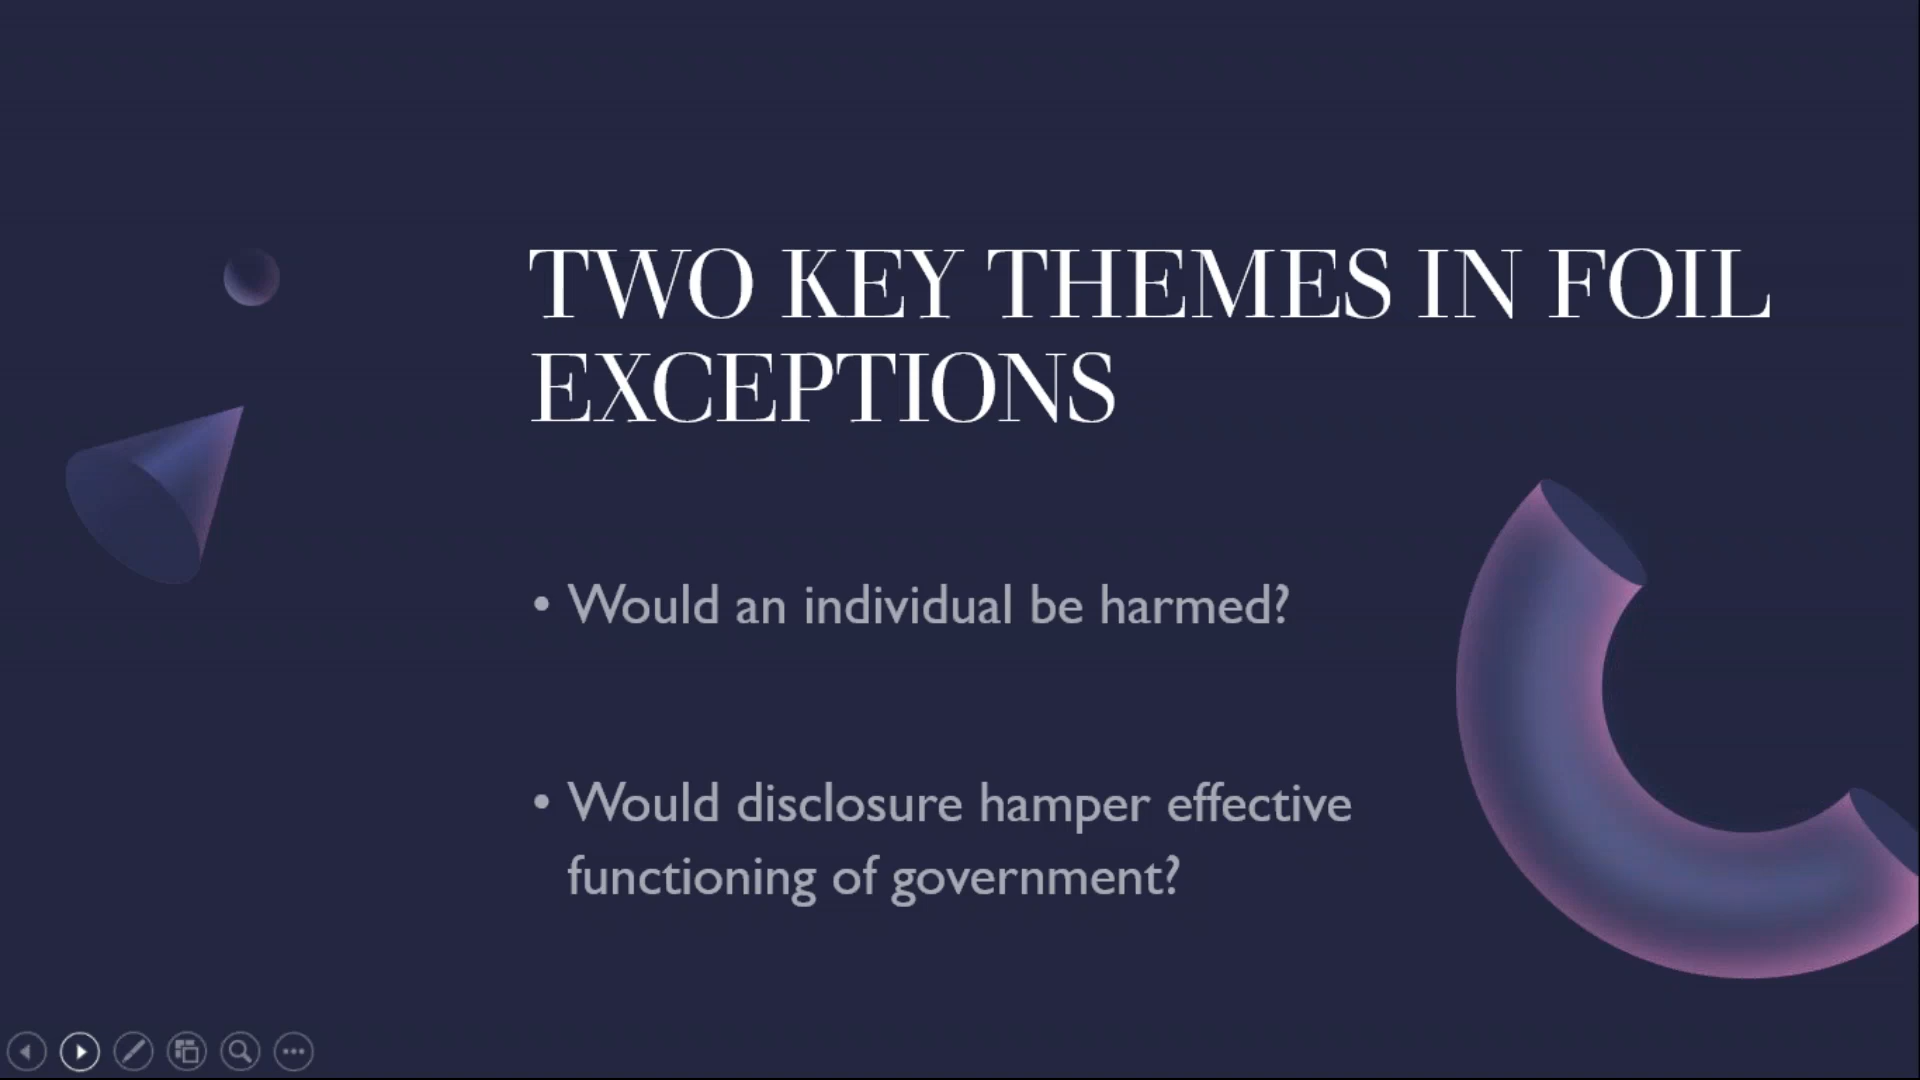 TWO KEY THEMES IN FOIL
EXCEPTIONS
• Would an individual be harmed?
• Would disclosure hamper effective
functioning of government?